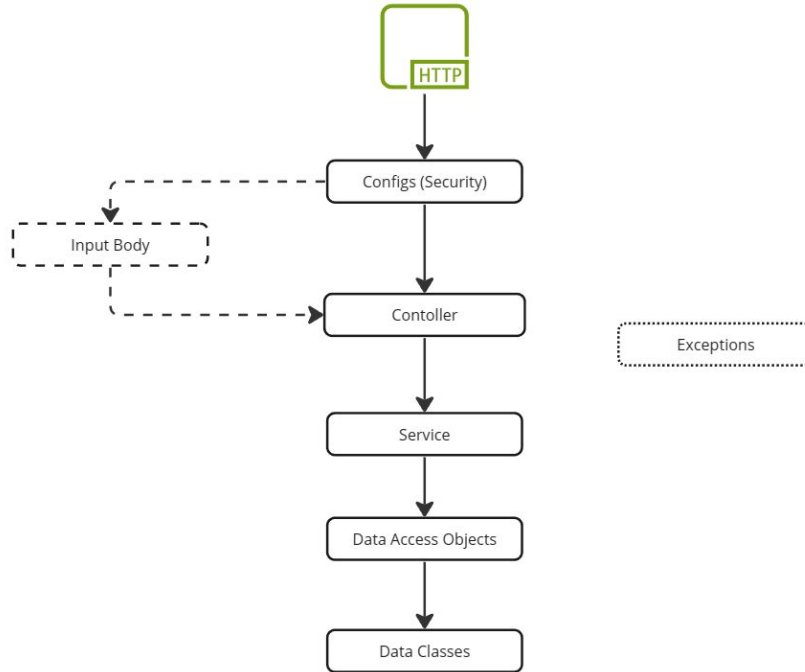 HTTP
Configs (Security)
Input Body
Contoller
Exceptions
Service
Data Access Objects
Data Classes